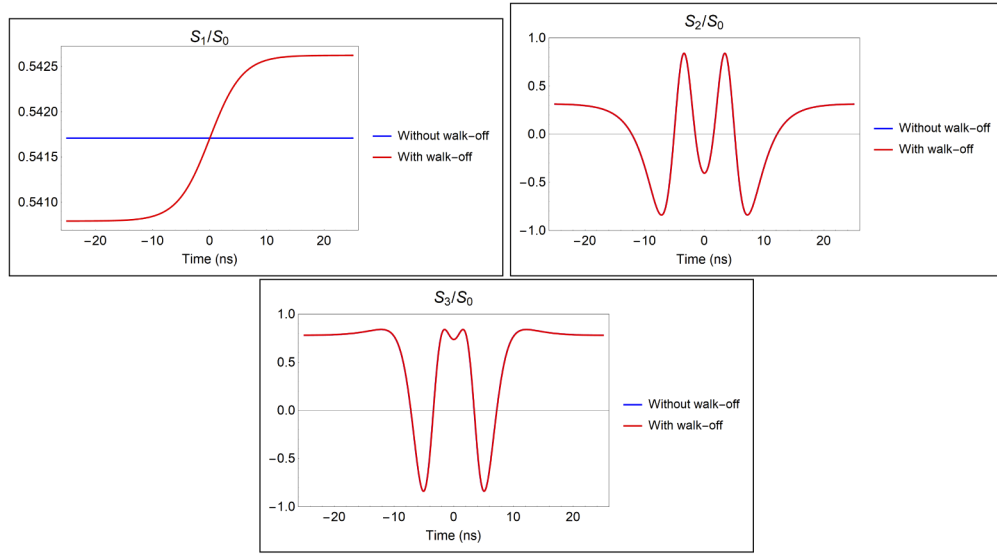 S₁/S₀
0.5425
0.5420
0.5415
0.5410
−20 −10 0 10 20
Time (ns)
Without walk−off
With walk−off
S₂/S₀
1.0
0.5
0.0
−0.5
−1.0
−20 −10 0 10 20
Time (ns)
Without walk−off
With walk−off
S₃/S₀
1.0
0.5
0.0
−0.5
−1.0
−20 −10 0 10 20
Time (ns)
Without walk−off
With walk−off